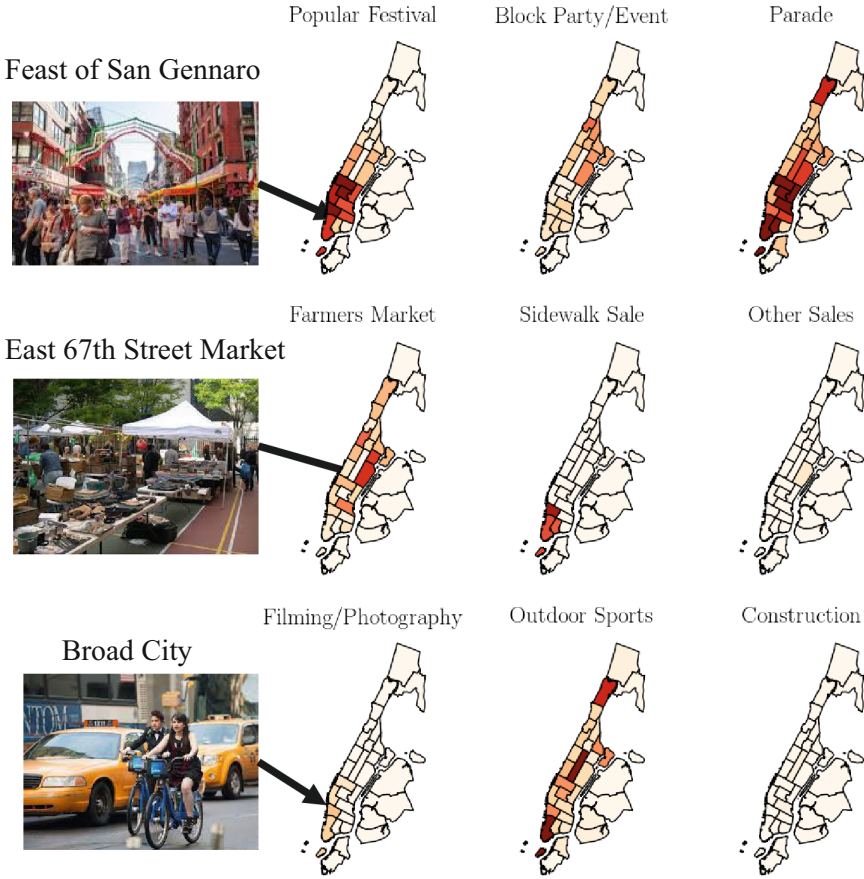 Popular Festival
Block Party/Event
Parade
Feast of San Gennaro
Farmers Market
Sidewalk Sale
Other Sales
East 67th Street Market
Filming/Photography
Outdoor Sports
Construction
Broad City